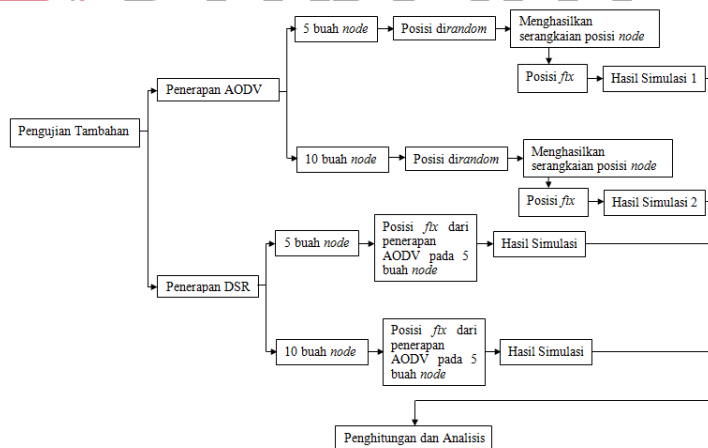 5 buah node
Posisi dirandom
Menghasilkan
serangkaian posisi node
Posisi fix
Hasil Simulasi 1
Penerapan AODV
Pengujian Tambahan
10 buah node
Posisi dirandom
Menghasilkan
serangkaian posisi node
Posisi fix
Hasil Simulasi 2
5 buah node
Posisi fix dari
penerapan
AODV pada 5
buah node
Hasil Simulasi
Penerapan DSR
10 buah node
Posisi fix dari
penerapan
AODV pada 5
buah node
Hasil Simulasi
Penghitungan dan Analisis